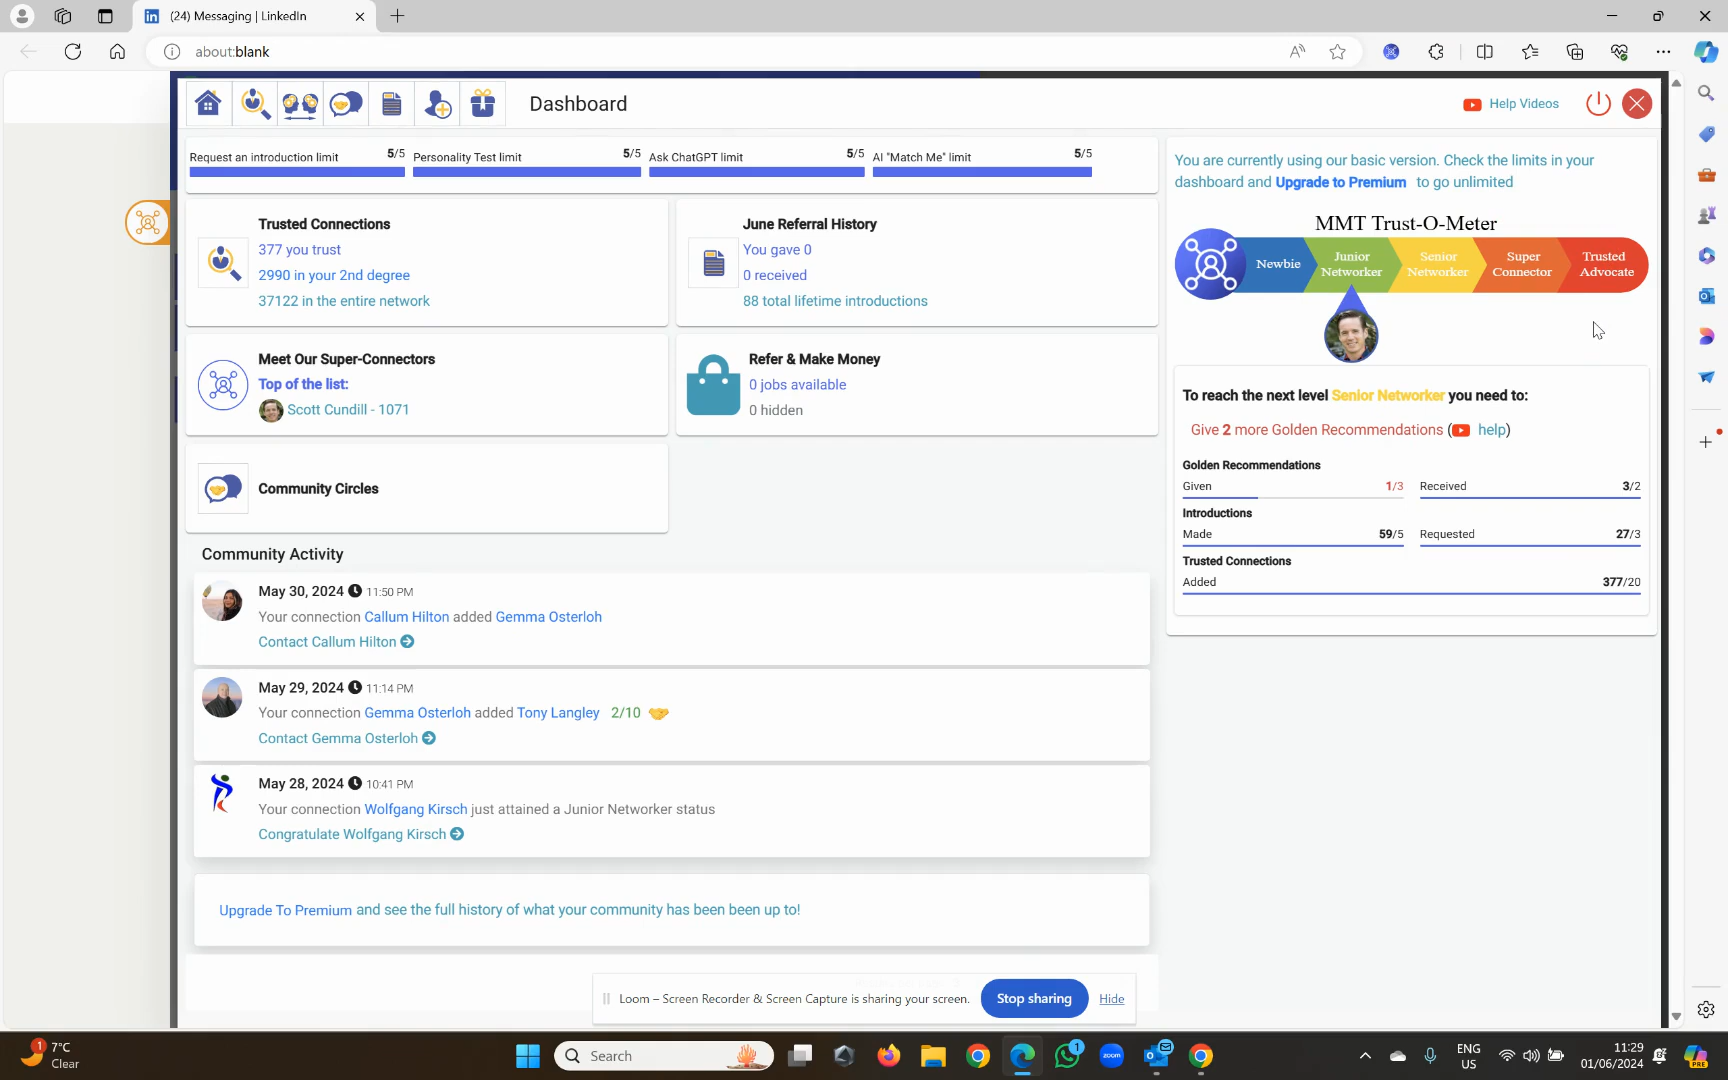 (24) Messaging | LinkedIn
about:blank
Dashboard
Help Videos
Request an introduction limit 5/5
Personality Test limit 5/5
Ask ChatGPT limit 5/5
AI "Match Me" limit 5/5
You are currently using our basic version. Check the limits in your
dashboard and Upgrade to Premium to go unlimited
Trusted Connections
377 you trust
2990 in your 2nd degree
37122 in the entire network
June Referral History
You gave 0
0 received
88 total lifetime introductions
MMT Trust-O-Meter
Newbie
Junior
Networker
Senior
Networker
Super
Connector
Trusted
Advocate
Meet Our Super-Connectors
Top of the list:
Scott Cundill - 1071
Refer & Make Money
0 jobs available
0 hidden
To reach the next level Senior Networker you need to:
Give 2 more Golden Recommendations ( help)
Golden Recommendations
Given 1/3
Received 3/2
Introductions
Made 59/5
Requested 27/3
Trusted Connections
Added 377/20
Community Circles
Community Activity
May 30, 2024 11:50 PM
Your connection Callum Hilton added Gemma Osterloh
Contact Callum Hilton
May 29, 2024 11:14 PM
Your connection Gemma Osterloh added Tony Langley 2/10
Contact Gemma Osterloh
May 28, 2024 10:41 PM
Your connection Wolfgang Kirsch just attained a Junior Networker status
Congratulate Wolfgang Kirsch
Upgrade To Premium and see the full history of what your community has been been up to!
Loom – Screen Recorder & Screen Capture is sharing your screen.
Stop sharing
Hide
1
7°C
Clear
Search
1
zoom
ENG
US
11:29
01/06/2024
PRE